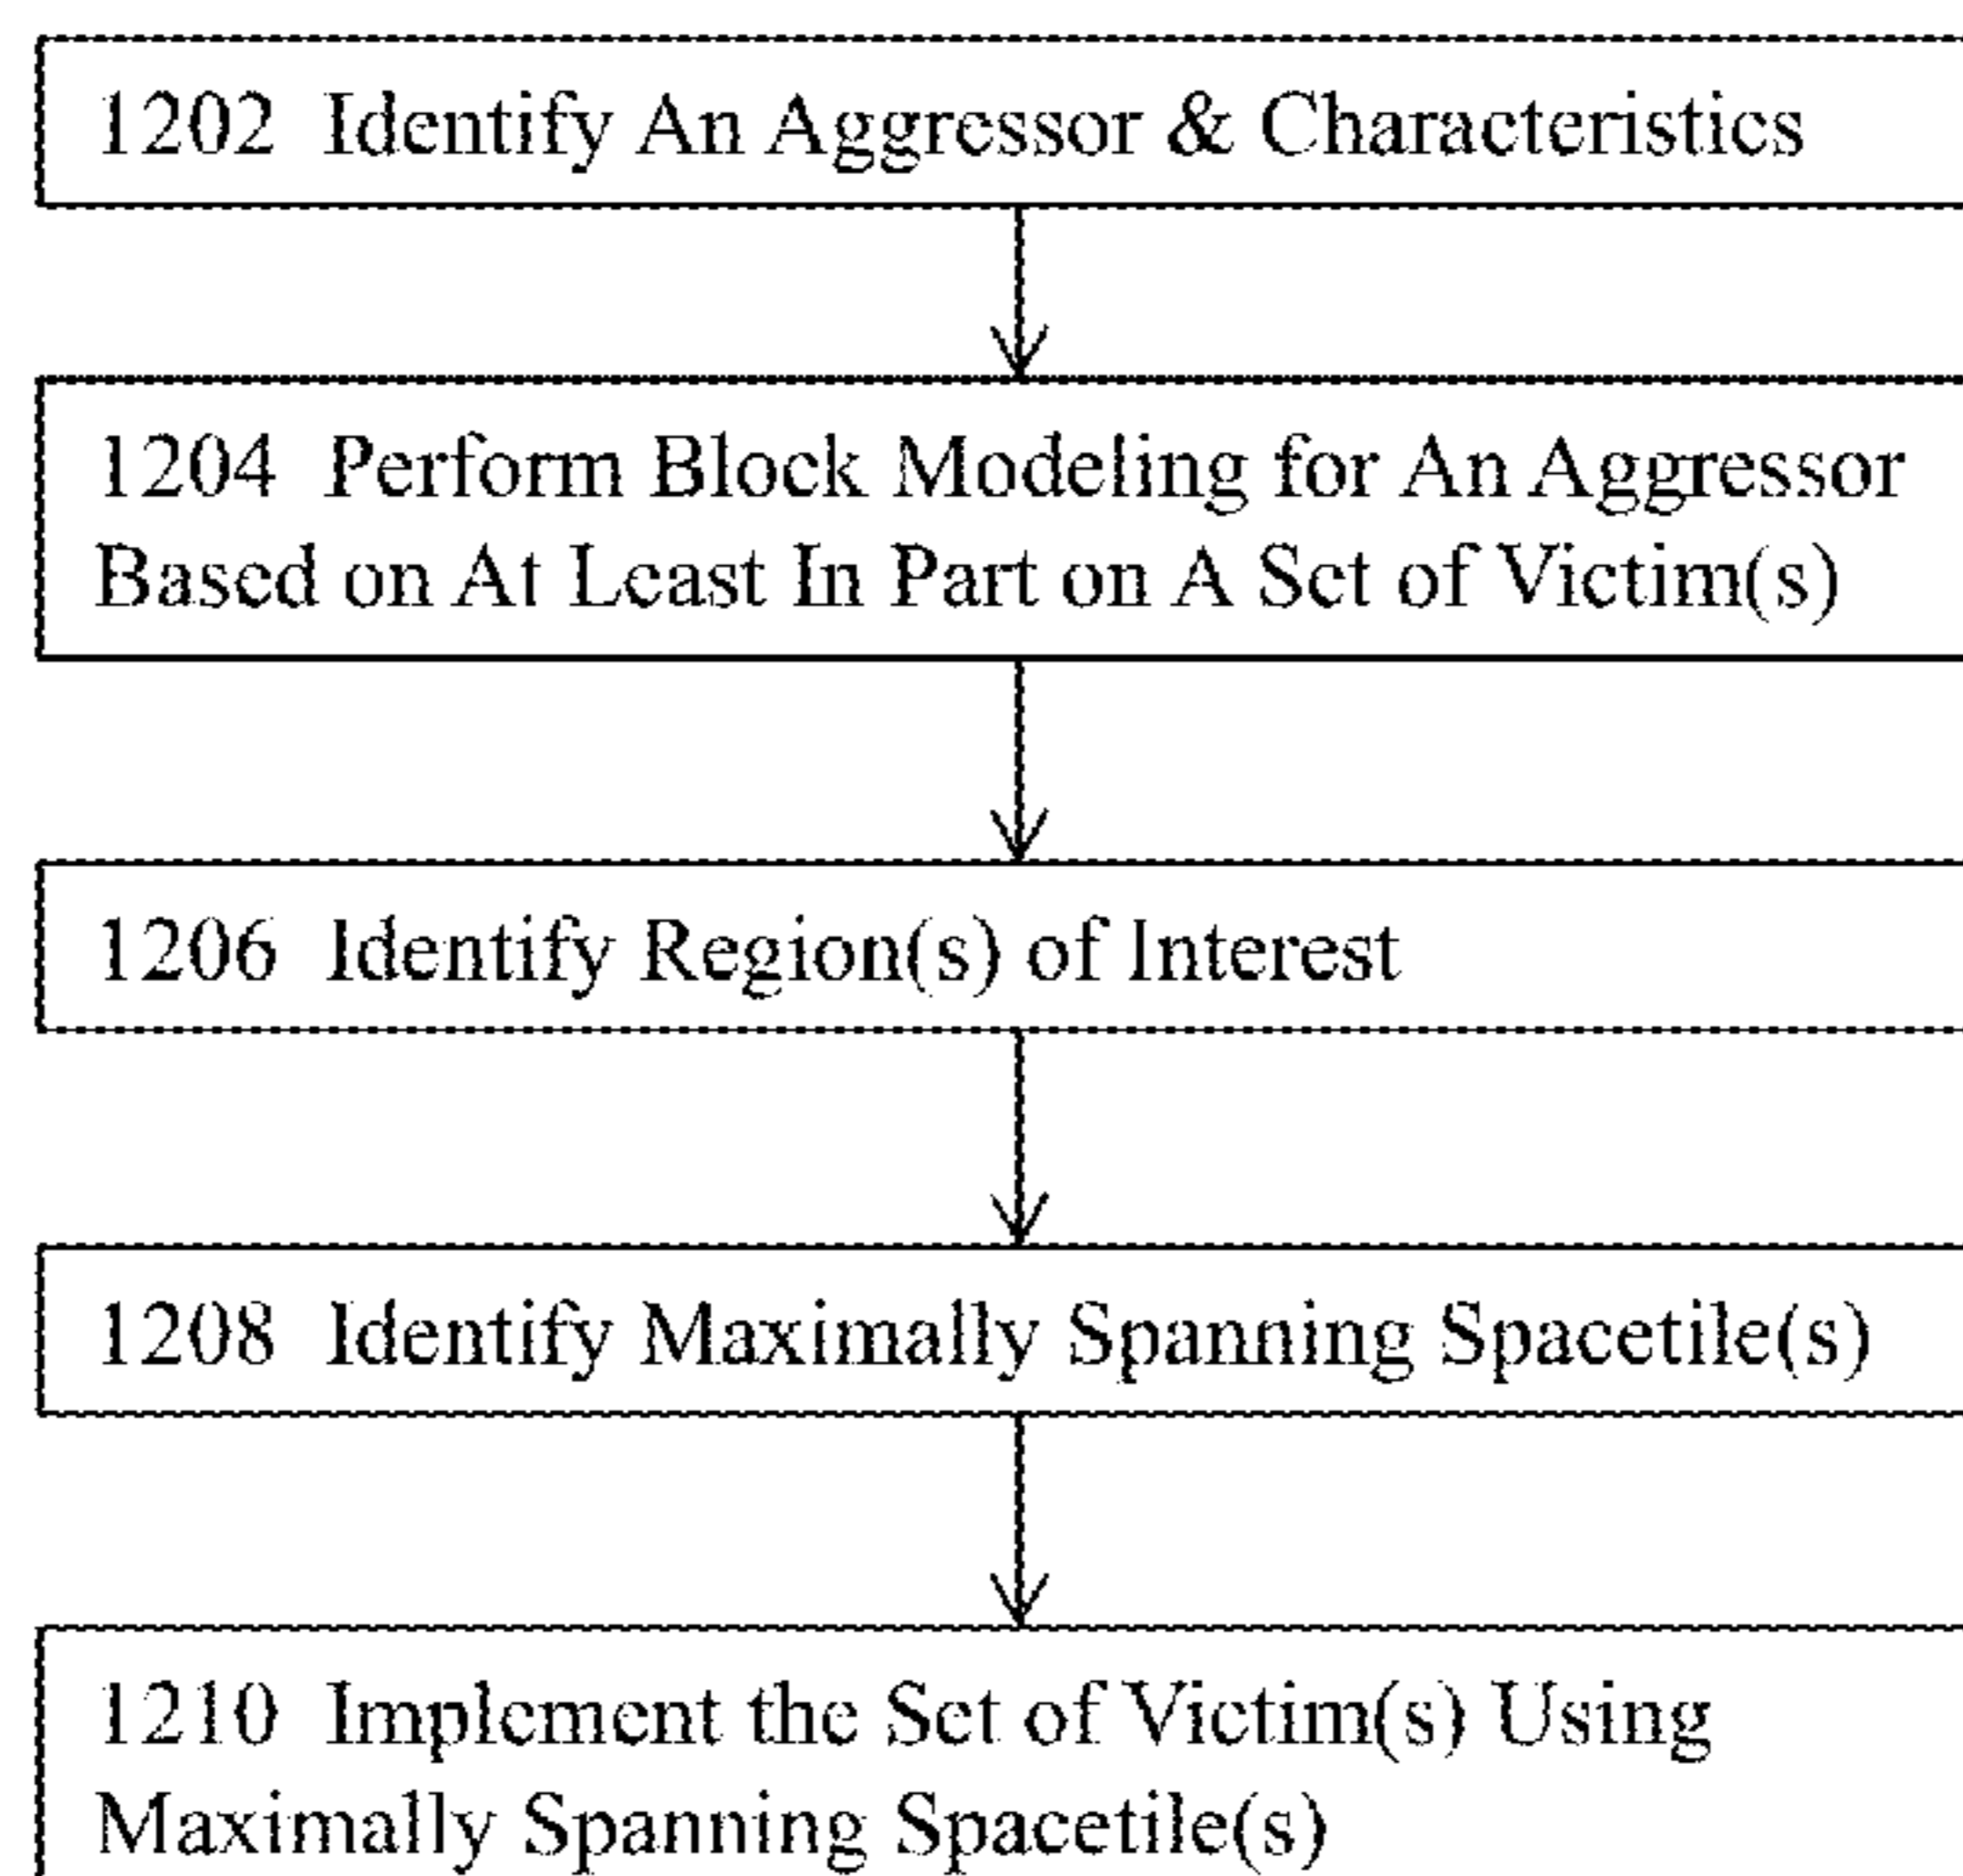 1202 Identify An Aggressor & Characteristics
1204 Perform Block Modeling for An Aggressor
Based on At Least In Part on A Set of Victim(s)
1206 Identify Region(s) of Interest
1208 Identify Maximally Spanning Spacetile(s)
1210 Implement the Set of Victim(s) Using
Maximally Spanning Spacetile(s)